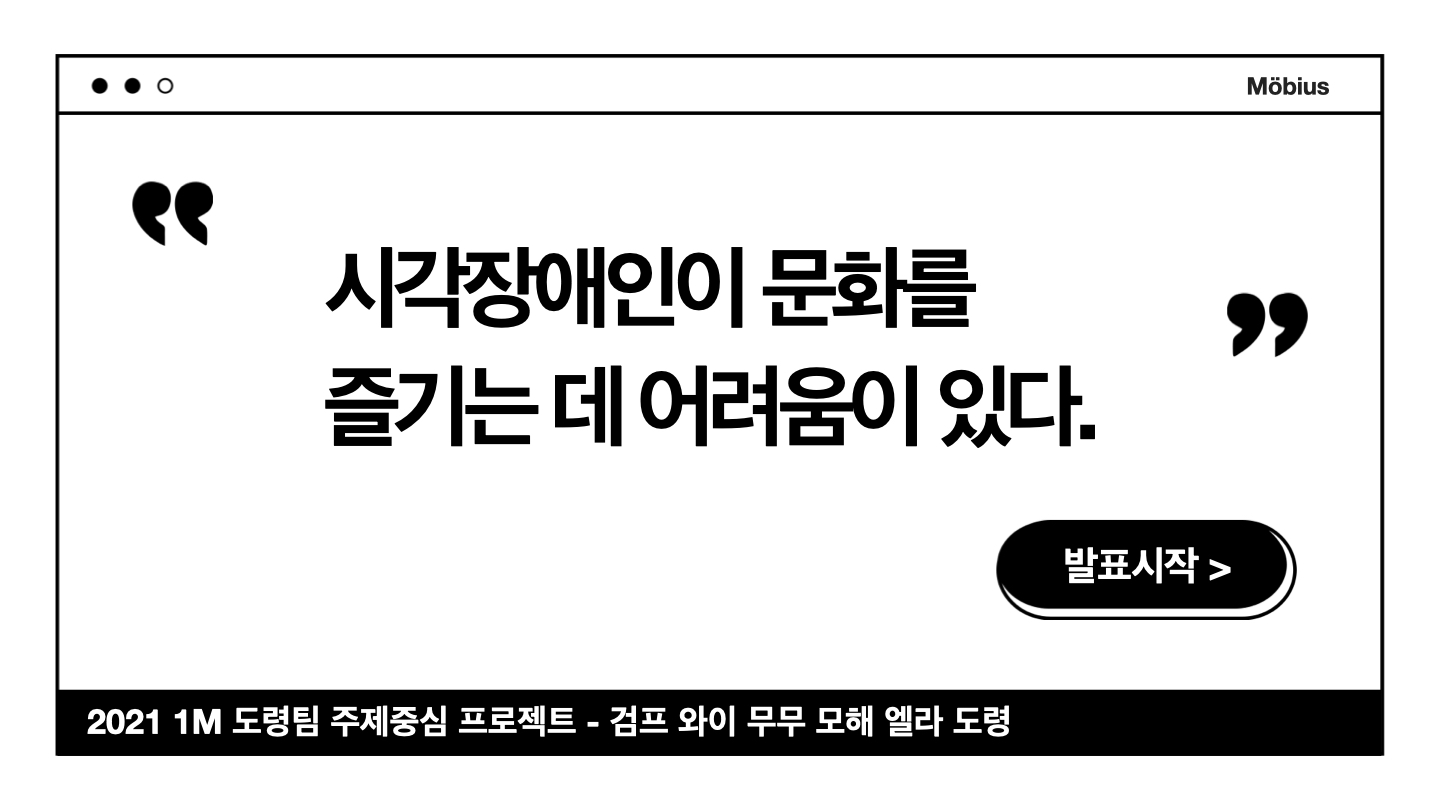 Möbius
“
시각장애인이 문화를
즐기는 데 어려움이 있다.
”
발표시작 >
2021 1M 도령팀 주제중심 프로젝트 - 검프 와이 무무 모해 엘라 도령